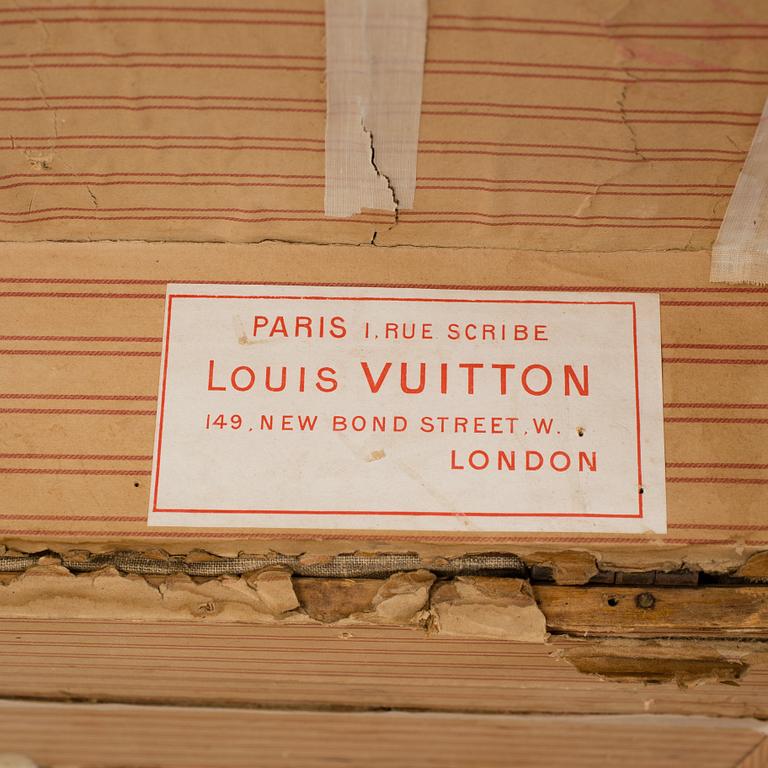 PARIS 1, RUE SCRIBE
LOUIS VUITTON
149, NEW BOND STREET, W.
LONDON